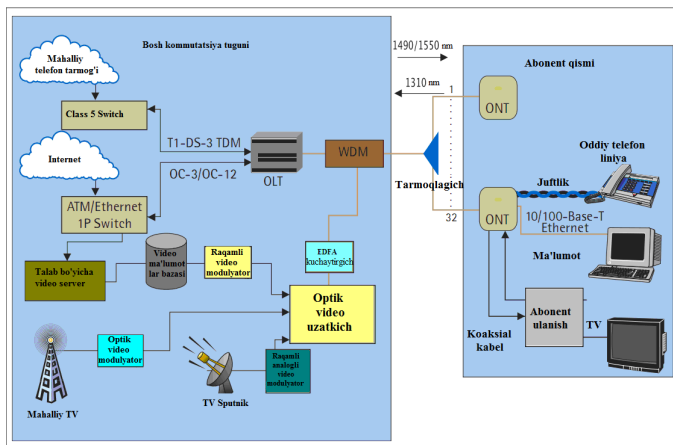 Bosh kommutatsiya tuguni
Mahalliy
telefon tarmog'i
Class 5 Switch
Internet
T1-DS-3 TDM
OC-3/OC-12
OLT
WDM
ATM/Ethernet
1P Switch
Talab bo'yicha
video server
Video
ma'lumot
lar bazasi
Raqamli
video
modulyator
EDFA
kuchaytirgich
Optik
video
uzatkich
Optik
video
modulyator
Mahalliy TV
TV Sputnik
Raqamli
analogli
video
modulyator
1490/1550 nm
1310 nm
Tarmoqlagich
1
32
Abonent qismi
ONT
Oddiy telefon
liniya
Juftlik
ONT
10/100-Base-T
Ethernet
Ma'lumot
Koaksial
kabel
Abonent
ulanish
TV